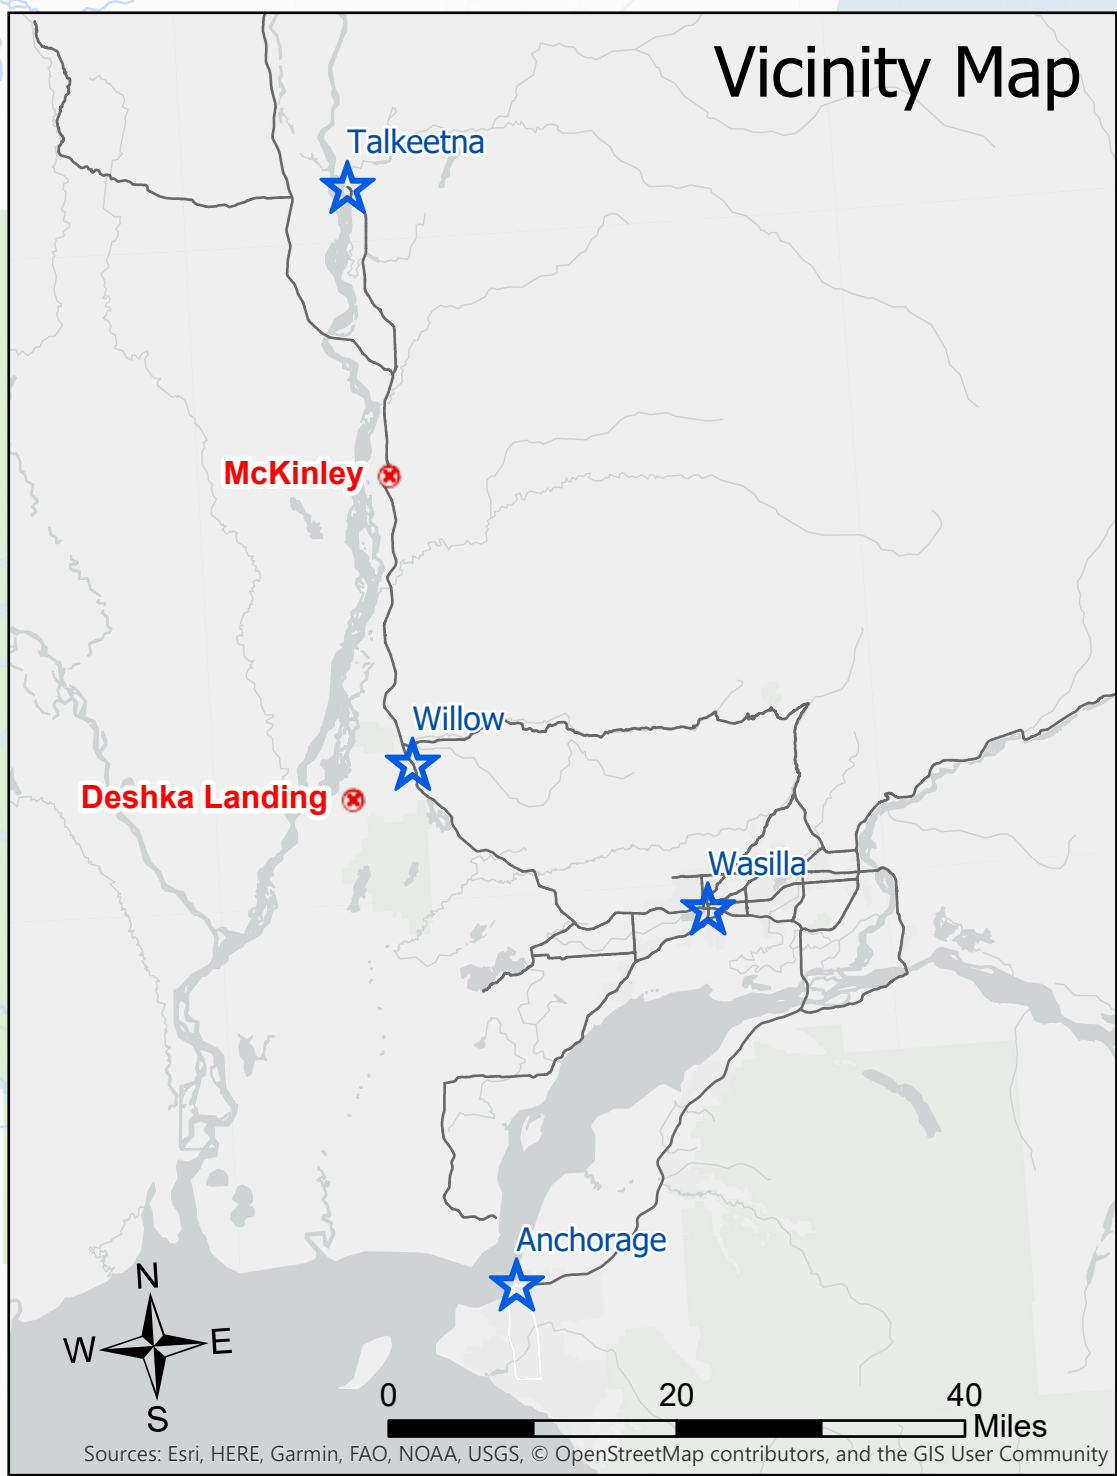 Vicinity Map
Talkeetna
McKinley
Willow
Deshka Landing
Wasilla
Anchorage
N
W E
S
0 20 40
Miles
Sources: Esri, HERE, Garmin, FAO, NOAA, USGS, © OpenStreetMap contributors, and the GIS User Community